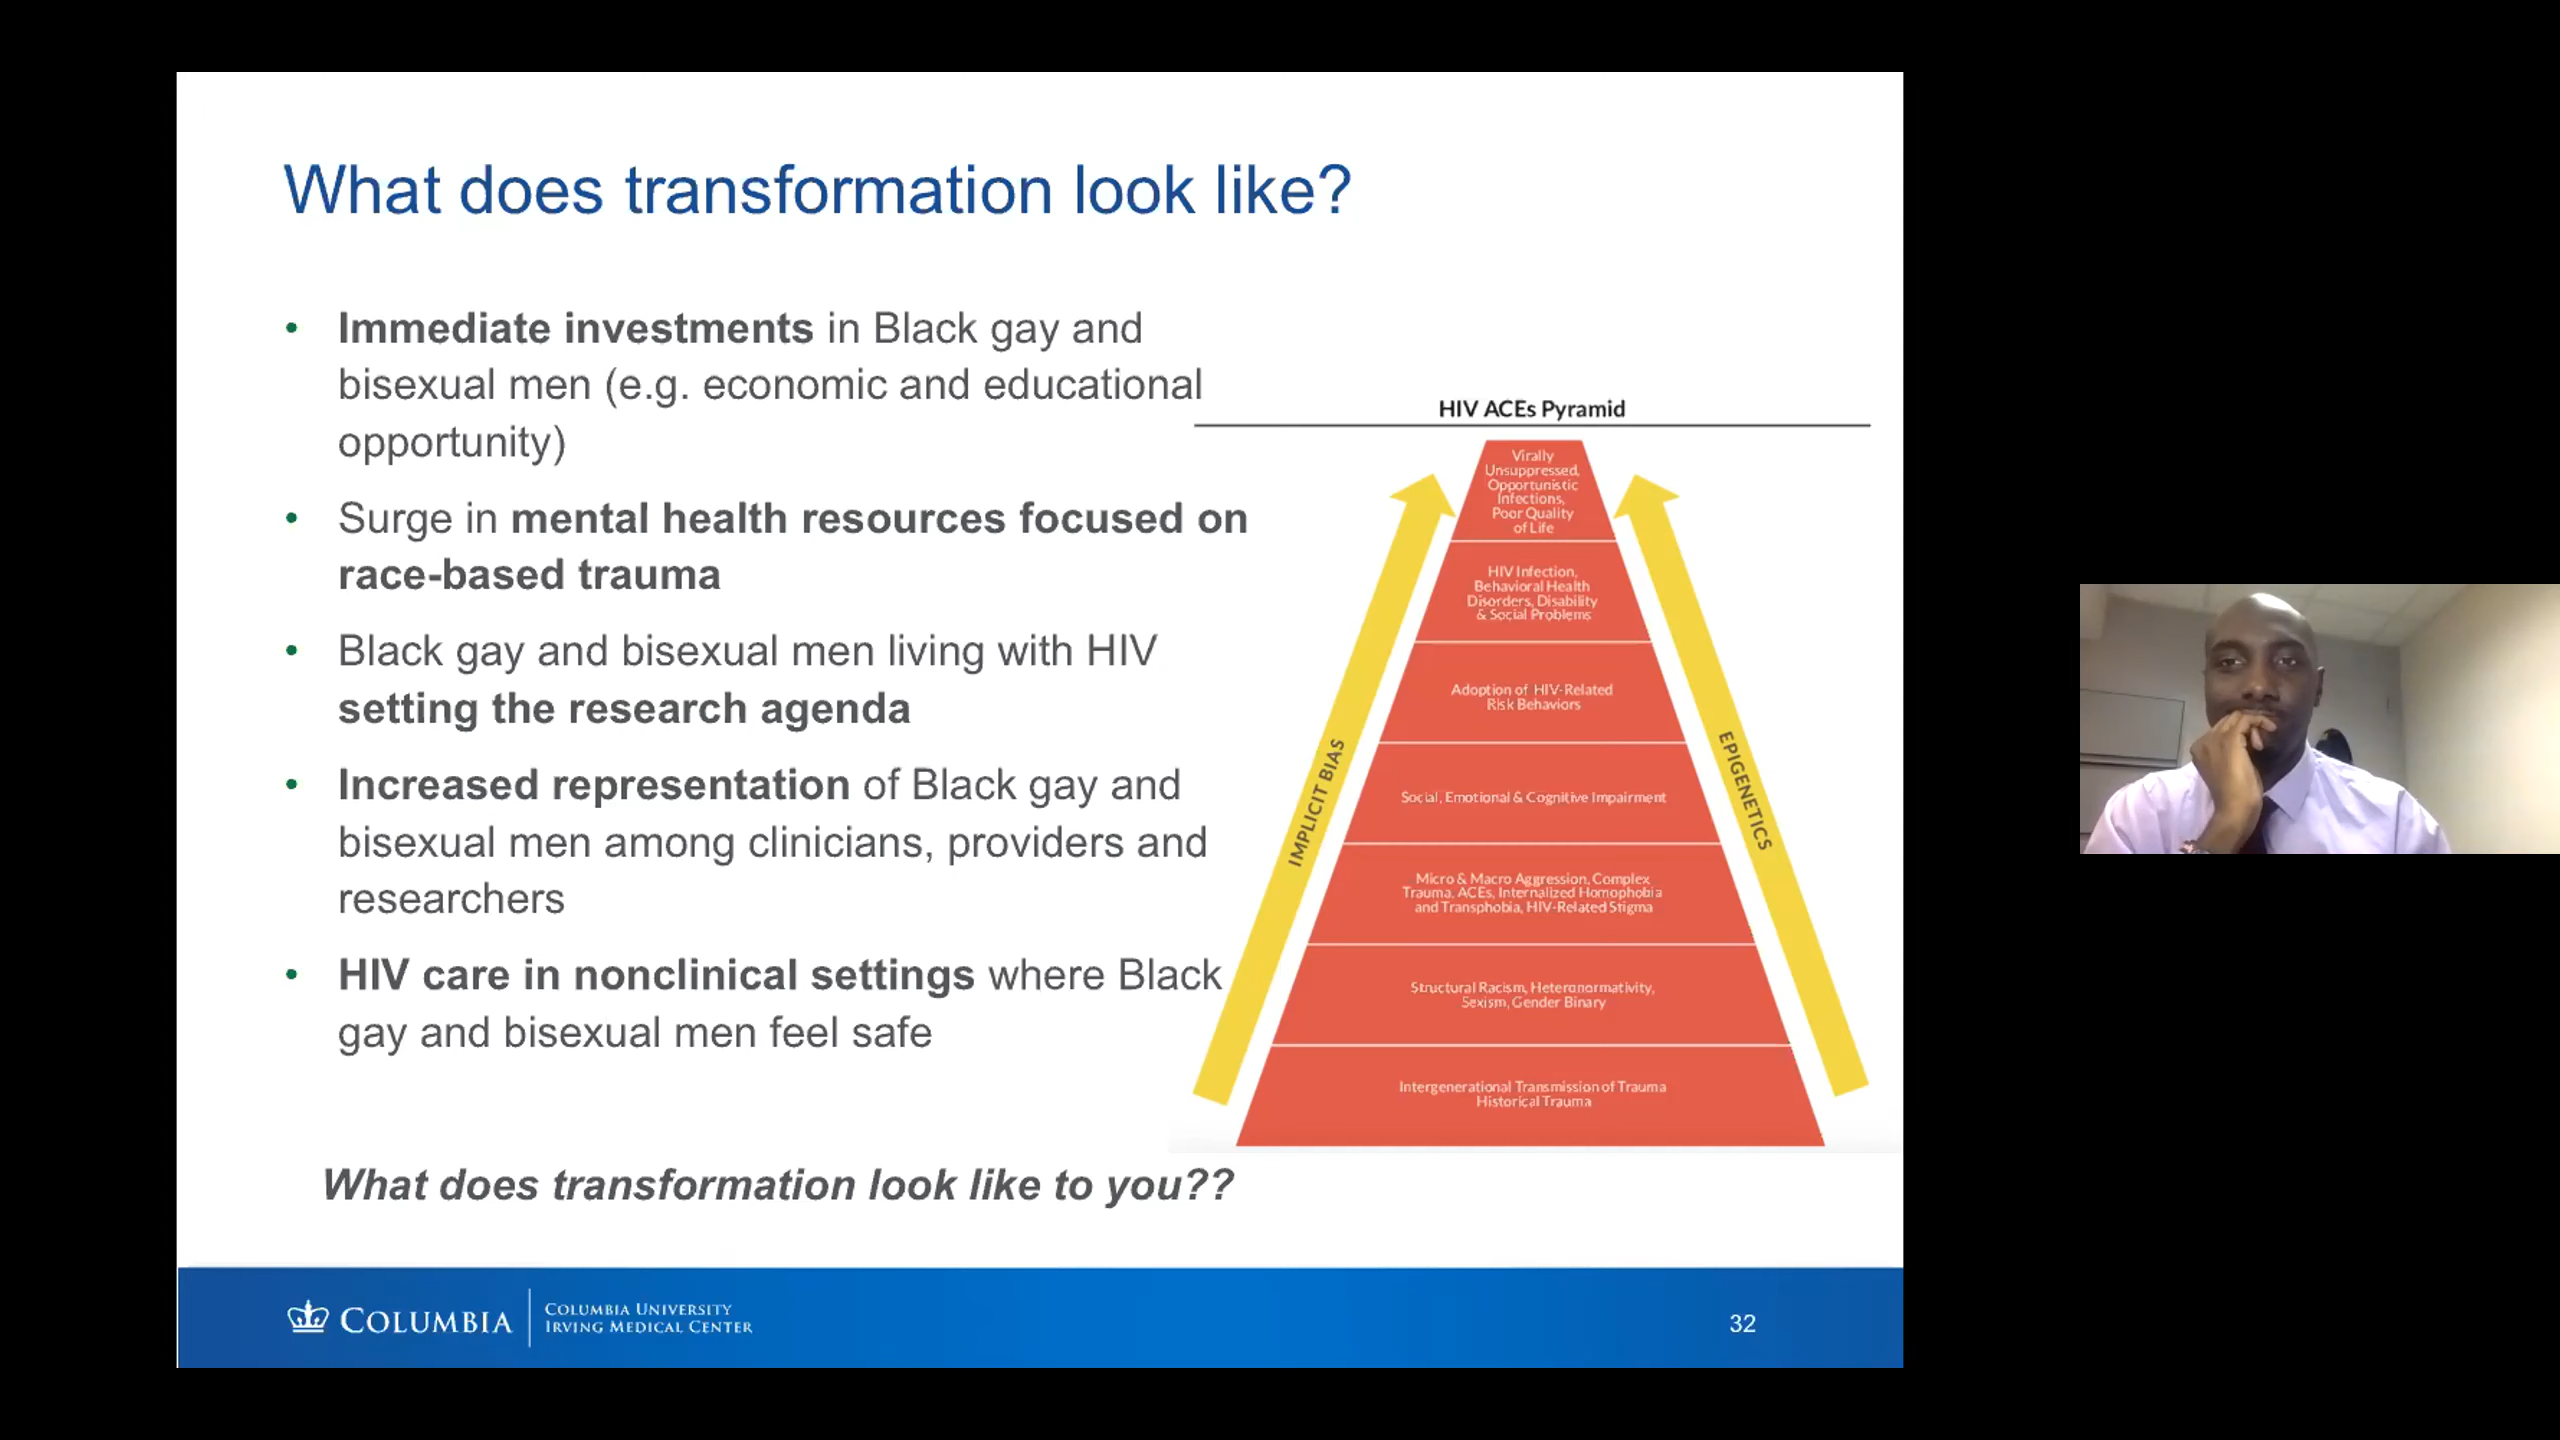 What does transformation look like?
• Immediate investments in Black gay and
bisexual men (e.g. economic and educational
opportunity)
• Surge in mental health resources focused on
race-based trauma
• Black gay and bisexual men living with HIV
setting the research agenda
• Increased representation of Black gay and
bisexual men among clinicians, providers and
researchers
• HIV care in nonclinical settings where Black
gay and bisexual men feel safe
What does transformation look like to you??
HIV ACEs Pyramid
Virally
Unsuppressed,
Opportunistic
Infections,
Poor Quality
of Life
HIV Infection,
Behavioral Health
Disorders, Disability
& Social Problems
Adoption of HIV-Related
Risk Behaviors
Social, Emotional & Cognitive Impairment
Micro & Macro Aggression, Complex
Trauma, ACEs, Internalized Homophobia
and Transphobia, HIV-Related Stigma
Structural Racism, Heteronormativity,
Sexism, Gender Binary
Intergenerational Transmission of Trauma
Historical Trauma
IMPLICIT BIAS
EPIGENETICS
COLUMBIA
COLUMBIA UNIVERSITY
IRVING MEDICAL CENTER
32